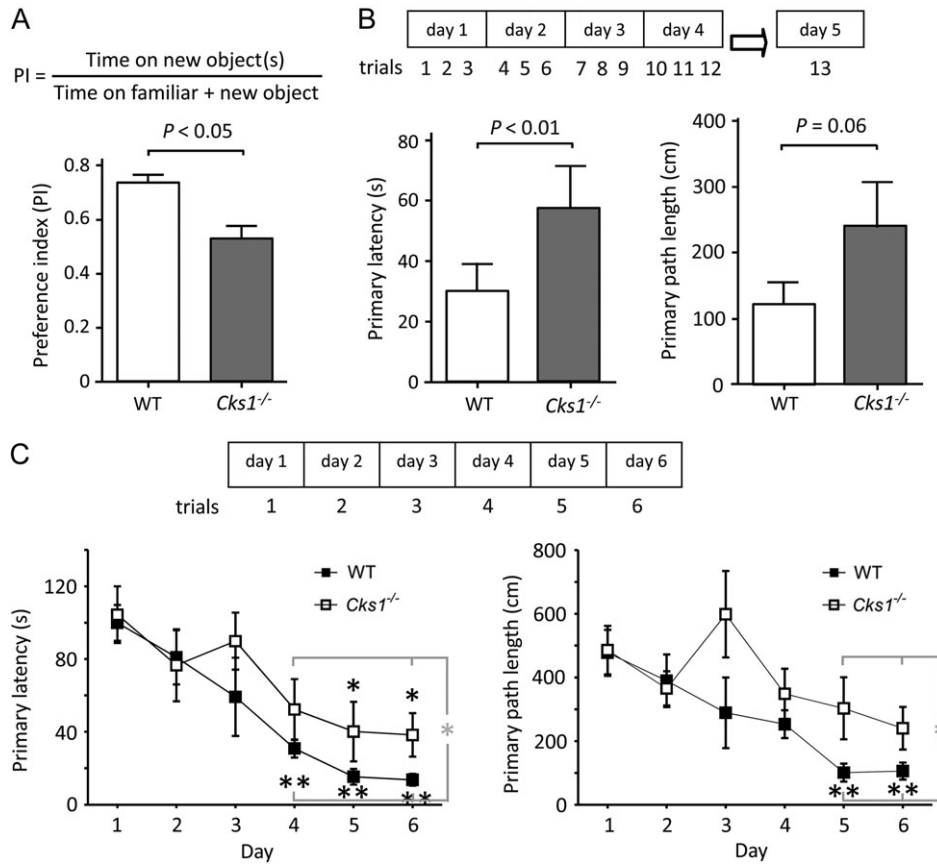 A
PI = Time on new object(s)
Time on familiar + new object
P < 0.05
Preference index (PI)
0.8
0.6
0.4
0.2
0
WT
Cks1-/-
B
day 1 day 2 day 3 day 4 day 5
trials 1 2 3 4 5 6 7 8 9 10 11 12 13
P < 0.01
Primary latency (s)
80
60
40
20
0
WT
Cks1-/-
P = 0.06
Primary path length (cm)
400
300
200
100
0
WT
Cks1-/-
C
day 1 day 2 day 3 day 4 day 5 day 6
trials 1 2 3 4 5 6
Primary latency (s)
120
80
40
0
WT
Cks1-/-
* *
*
** ** **
1 2 3 4 5 6
Day
Primary path length (cm)
800
600
400
200
0
WT
Cks1-/-
*
** **
1 2 3 4 5 6
Day